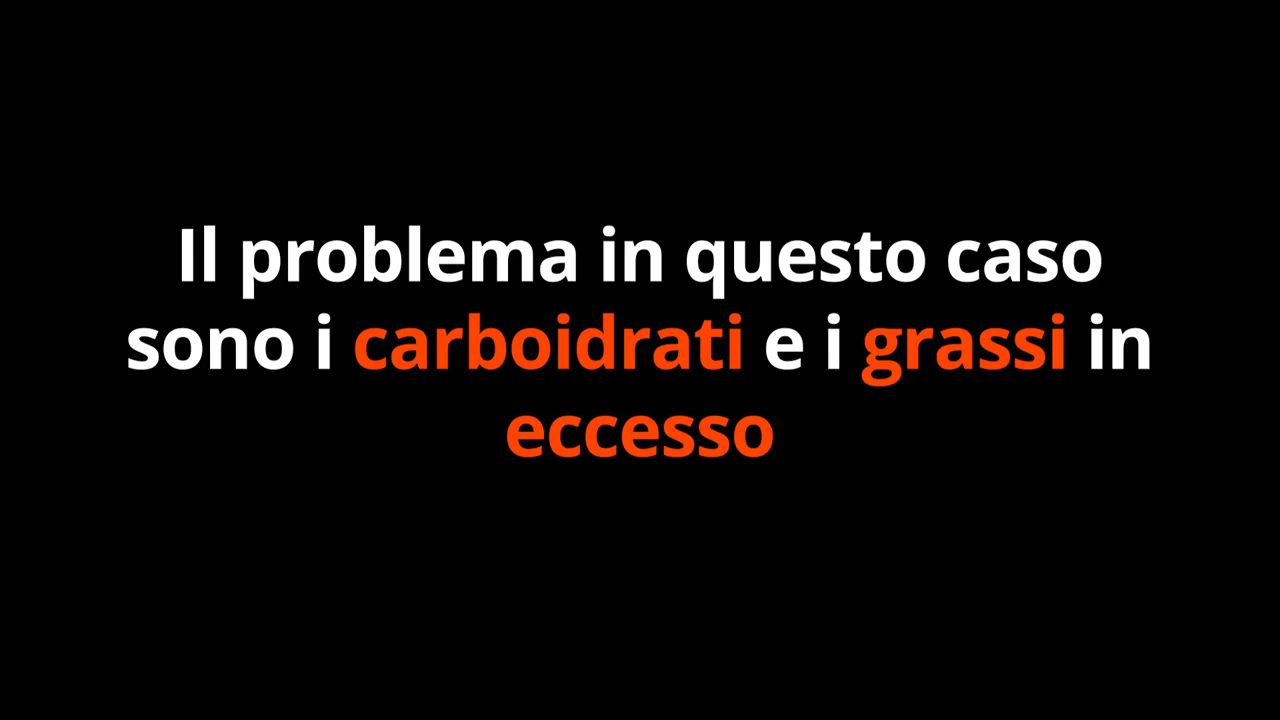 Il problema in questo caso
sono i carboidrati e i grassi in
eccesso